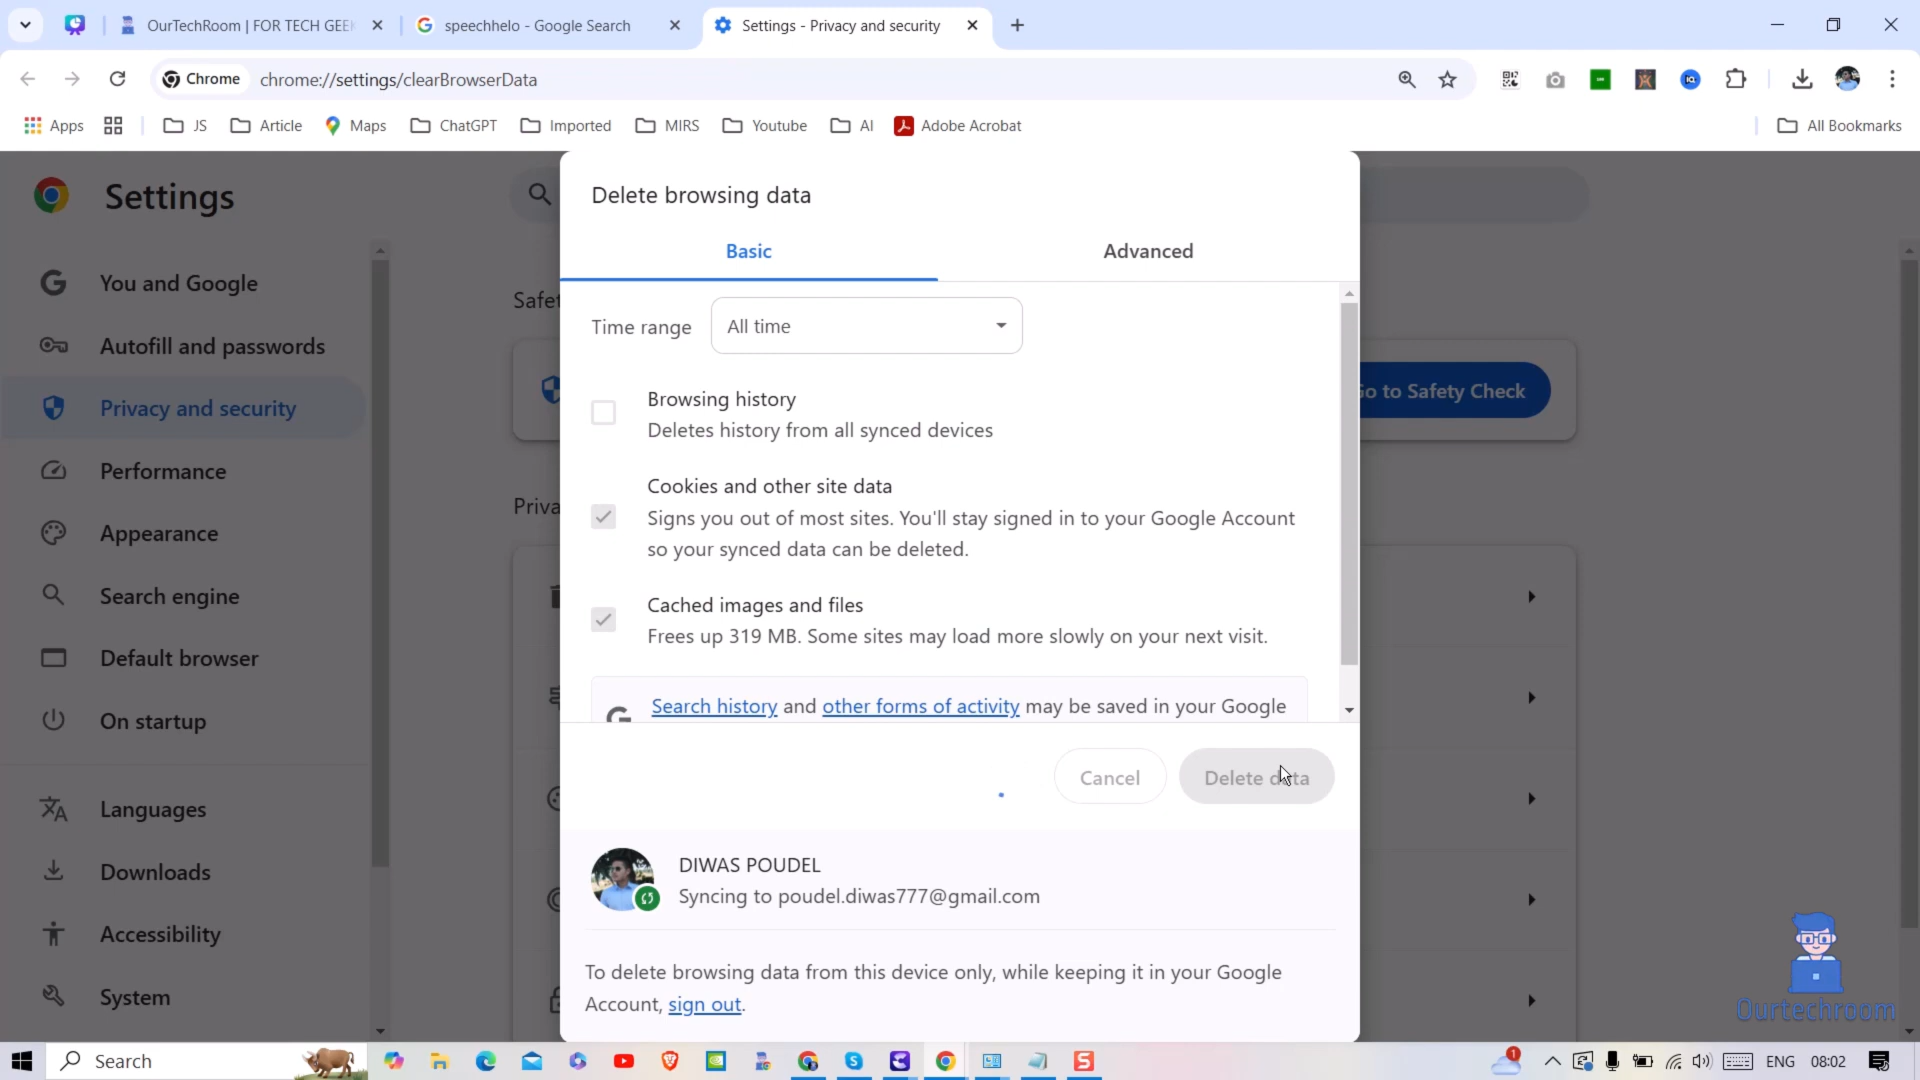 OurTechRoom | FOR TECH GEEK
speechhelo - Google Search
Settings - Privacy and security
Chrome
chrome://settings/clearBrowserData
Apps
JS
Article
Maps
ChatGPT
Imported
MIRS
Youtube
AI
Adobe Acrobat
All Bookmarks
Settings
Delete browsing data
Basic
Advanced
You and Google
Autofill and passwords
Privacy and security
Performance
Appearance
Search engine
Default browser
On startup
Languages
Downloads
Accessibility
System
Safet
Go to Safety Check
Priva
Time range
All time
Browsing history
Deletes history from all synced devices
Cookies and other site data
Signs you out of most sites. You'll stay signed in to your Google Account
so your synced data can be deleted.
Cached images and files
Frees up 319 MB. Some sites may load more slowly on your next visit.
Search history and other forms of activity may be saved in your Google
Cancel
Delete data
DIWAS POUDEL
Syncing to poudel.diwas777@gmail.com
To delete browsing data from this device only, while keeping it in your Google
Account, sign out.
Ourtechroom
Search
1
ENG
08:02